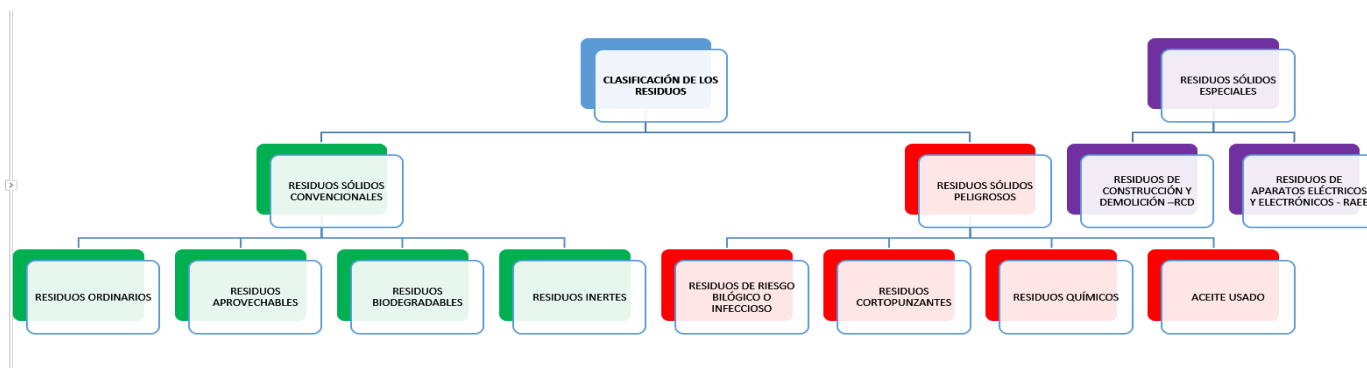 CLASIFICACIÓN DE LOS
RESIDUOS
RESIDUOS SÓLIDOS
ESPECIALES
RESIDUOS SÓLIDOS
CONVENCIONALES
RESIDUOS SÓLIDOS
PELIGROSOS
RESIDUOS DE
CONSTRUCCIÓN Y
DEMOLICIÓN –RCD
RESIDUOS DE
APARATOS ELÉCTRICOS
Y ELECTRÓNICOS - RAEE
RESIDUOS ORDINARIOS
RESIDUOS
APROVECHABLES
RESIDUOS
BIODEGRADABLES
RESIDUOS INERTES
RESIDUOS DE RIESGO
BILÓGICO O
INFECCIOSO
RESIDUOS
CORTOPUNZANTES
RESIDUOS QUÍMICOS
ACEITE USADO